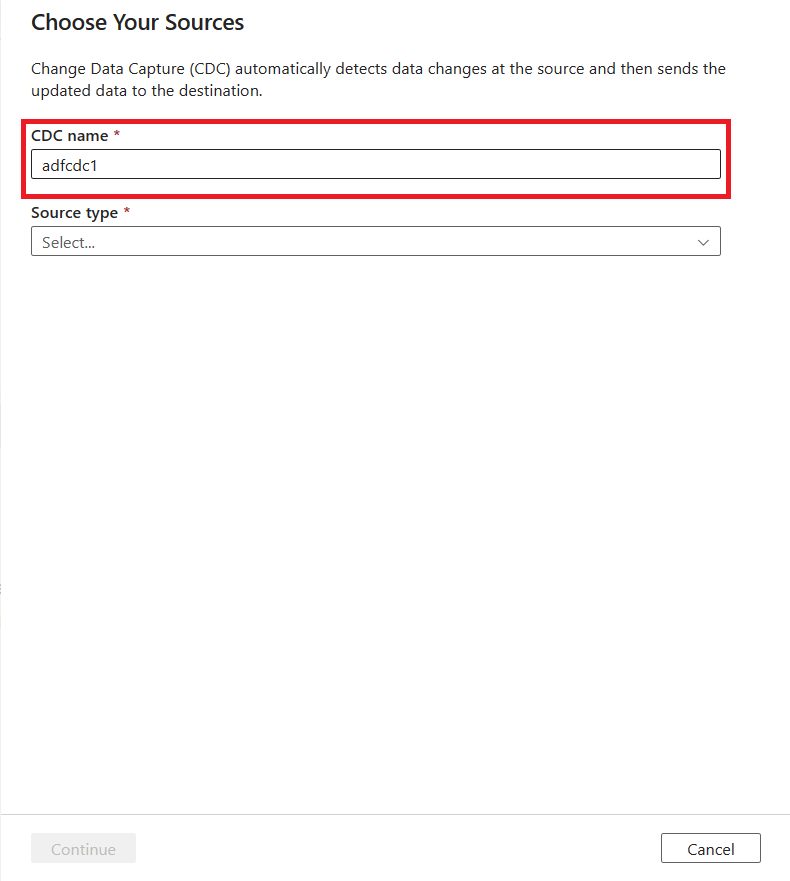 Choose Your Sources
Change Data Capture (CDC) automatically detects data changes at the source and then sends the
updated data to the destination.
CDC name *
adfcdc1
Source type *
Select...
Continue
Cancel